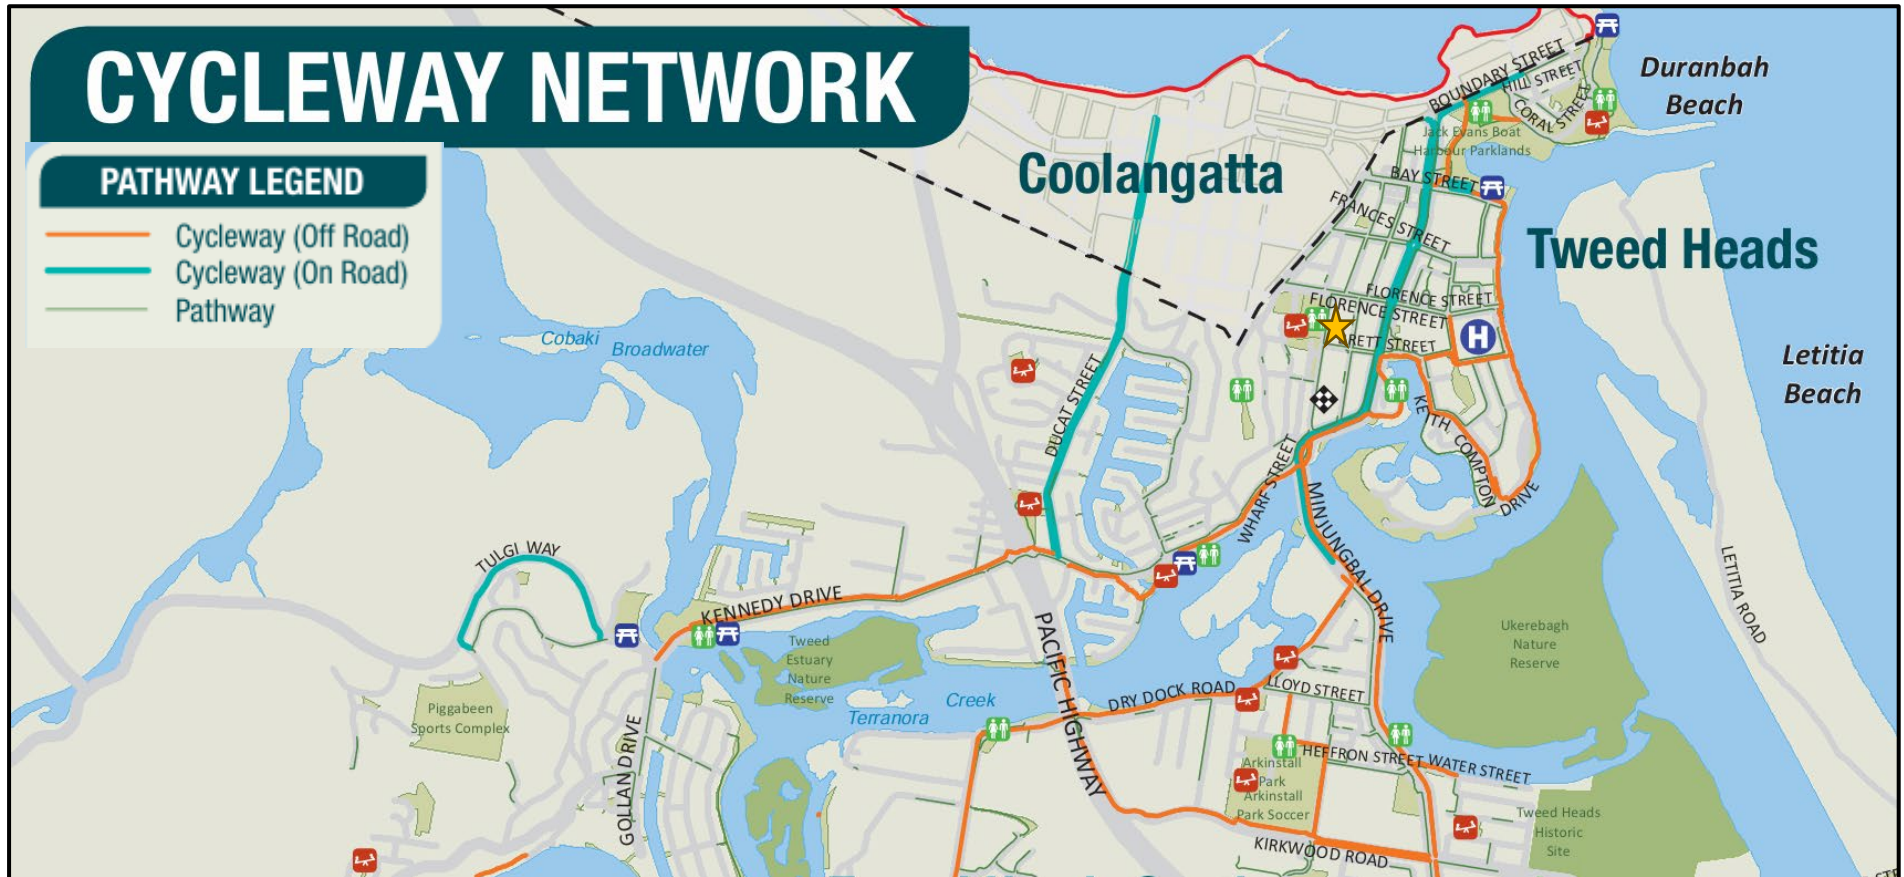 CYCLEWAY NETWORK
PATHWAY LEGEND
Cycleway (Off Road)
Cycleway (On Road)
Pathway
Coolangatta
Tweed Heads
Duranbah
Beach
Letitia
Beach
BOUNDARY STREET
HILL STREET
CORAL STREET
Jack Evans Boat
Harbour Parklands
BAY STREET
FRANCES STREET
FLORENCE STREET
FLORENCE STREET
RETT STREET
H
KEITH COMPTON
DRIVE
Cobaki
Broadwater
DUCAT STREET
WHARF STREET
MINJUNGBAL DRIVE
LETITIA ROAD
TULGI WAY
KENNEDY DRIVE
PACIFIC HIGHWAY
Tweed
Estuary
Nature
Reserve
Ukerebagh
Nature
Reserve
Piggabeen
Sports Complex
Terranora
Creek
DRY DOCK ROAD
LLOYD STREET
GOLLAN DRIVE
HEFFRON STREET
WATER STREET
Arkinstall
Park
Arkinstall
Park Soccer
Tweed Heads
Historic
Site
KIRKWOOD ROAD